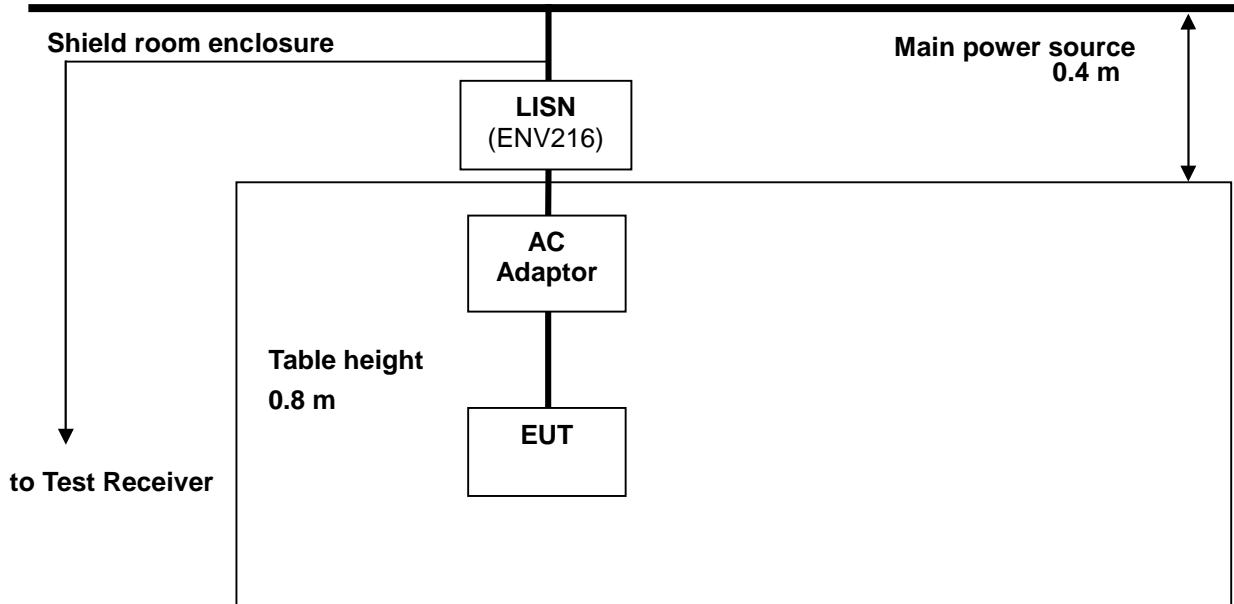 Shield room enclosure
Main power source
0.4 m
LISN
(ENV216)
AC
Adaptor
Table height
0.8 m
EUT
to Test Receiver